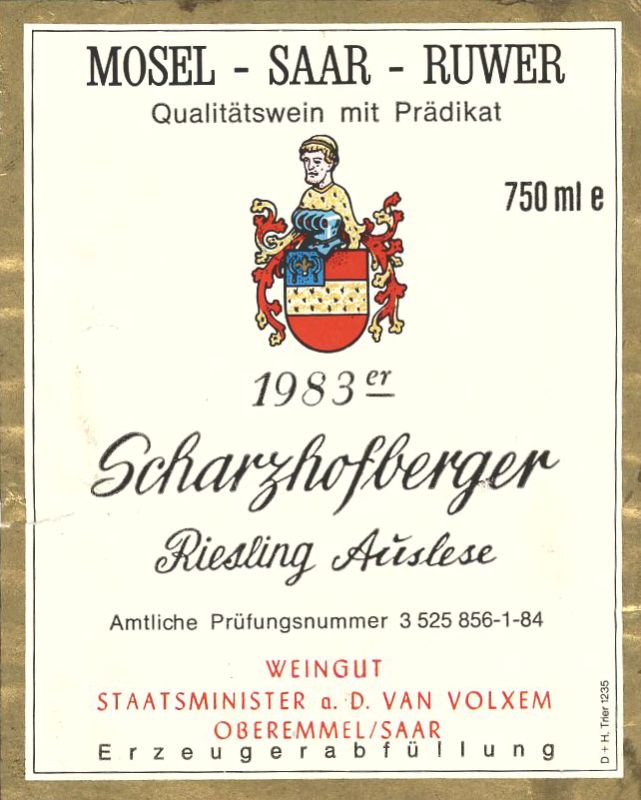 MOSEL - SAAR - RUWER
Qualitätswein mit Prädikat
750 ml e
1983er
Scharzhofberger
Riesling Auslese
Amtliche Prüfungsnummer 3 525 856-1-84
WEINGUT
STAATSMINISTER a. D. VAN VOLXEM
OBEREMMEL/SAAR
Erzeugerabfüllung
D + H, Trier 1235